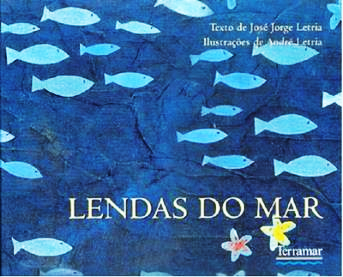 Texto de José Jorge Letria
Ilustrações de André Letria
LENDAS DO MAR
Terramar